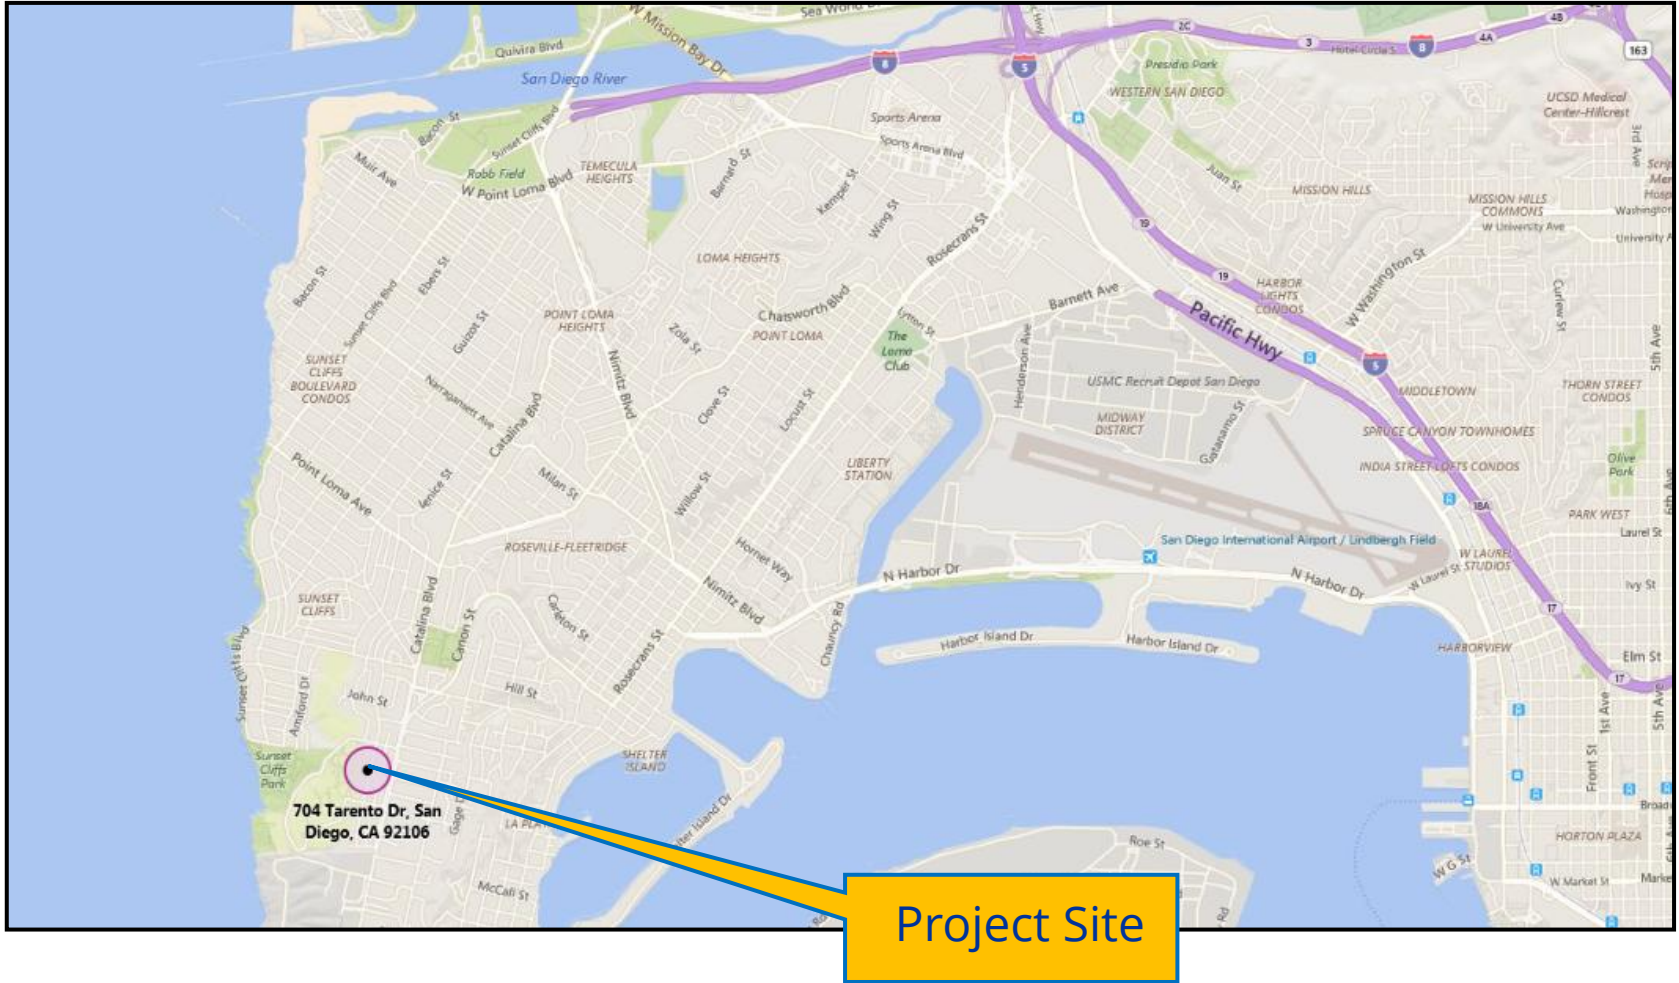 Sea World
W Mission Bay Dr
Quivira Blvd
San Diego River
8
5
2C
3
Hotel Circle S
8
4A
4B
163
Presidio Park
WESTERN SAN DIEGO
UCSD Medical
Center-Hillcrest
3rd Ave
Bacon St
Sunset Cliffs Blvd
Sports Arena
Sports Arena Blvd
Muir Ave
Robb Field
W Point Loma Blvd
TEMECULA
HEIGHTS
Barnard St
Kemper St
Wing St
Rosecrans St
Juan St
MISSION HILLS
MISSION HILLS
COMMONS
W University Ave
Washington
University
19
LOMA HEIGHTS
Bacon St
Sunset Cliffs Blvd
Ebers St
Guizot St
POINT LOMA
HEIGHTS
Chatsworth Blvd
POINT LOMA
Zola St
Nimitz Blvd
Lytton St
The
Loma
Club
Barnett Ave
Henderson Ave
19
HARBOR
LIGHTS
CONDOS
Pacific Hwy
W Washington St
Curlew St
5th Ave
5
SUNSET
CLIFFS
BOULEVARD
CONDOS
Narragansett Ave
Catalina Blvd
Clove St
Locust St
USMC Recruit Depot San Diego
MIDWAY
DISTRICT
Guatanamo St
MIDDLETOWN
THORN STREET
CONDOS
SPRUCE CANYON TOWNHOMES
INDIA STREET LOFTS CONDOS
Olive
Park
6th Ave
Point Loma Ave
Venice St
Milan St
Willow St
LIBERTY
STATION
18A
PARK WEST
Laurel St
ROSEVILLE-FLEETRIDGE
Hornet Way
San Diego International Airport / Lindbergh Field
W LAUREL
STUDIOS
W Laurel St
N Harbor Dr
N Harbor Dr
Ivy St
17
SUNSET
CLIFFS
Catalina Blvd
Canon St
Carleton St
Nimitz Blvd
Rosecrans St
Chauncy Rd
Harbor Island Dr
Harbor Island Dr
HARBORVIEW
Elm St
17
Sunset Cliffs Blvd
Amiford Dr
John St
Hill St
1st Ave
5th Ave
Sunset
Cliffs
Park
SHELTER
ISLAND
Front St
704 Tarento Dr, San
Diego, CA 92106
Gage
Roe St
HORTON PLAZA
McCall St
W G St
W Market St
Project Site